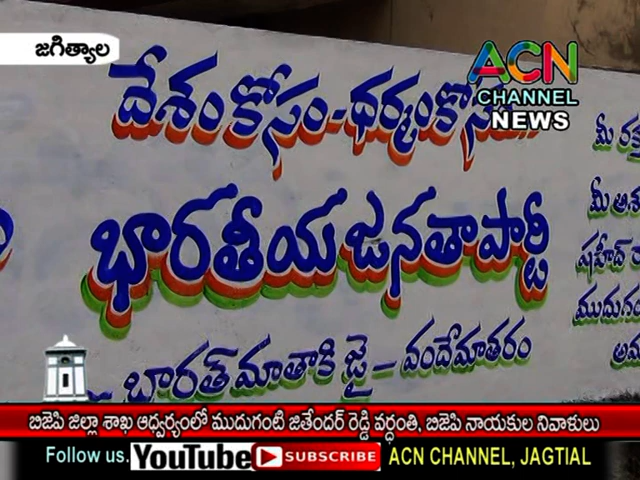 జగిత్యాల
ACN
CHANNEL
NEWS
దేశం కోసం - ధర్మం కోసం
భారతీయ జనతా పార్టీ
భారత్ మాతాకి జై - వందేమాతరం
మీ
మీ
షహీద్
బిజెపి జిల్లా శాఖ ఆధ్వర్యంలో ముదుగంటి జితేందర్ రెడ్డి వర్ధంతి, బిజెపి నాయకుల నివాళులు
Follow us. YouTube SUBSCRIBE ACN CHANNEL, JAGTIAL